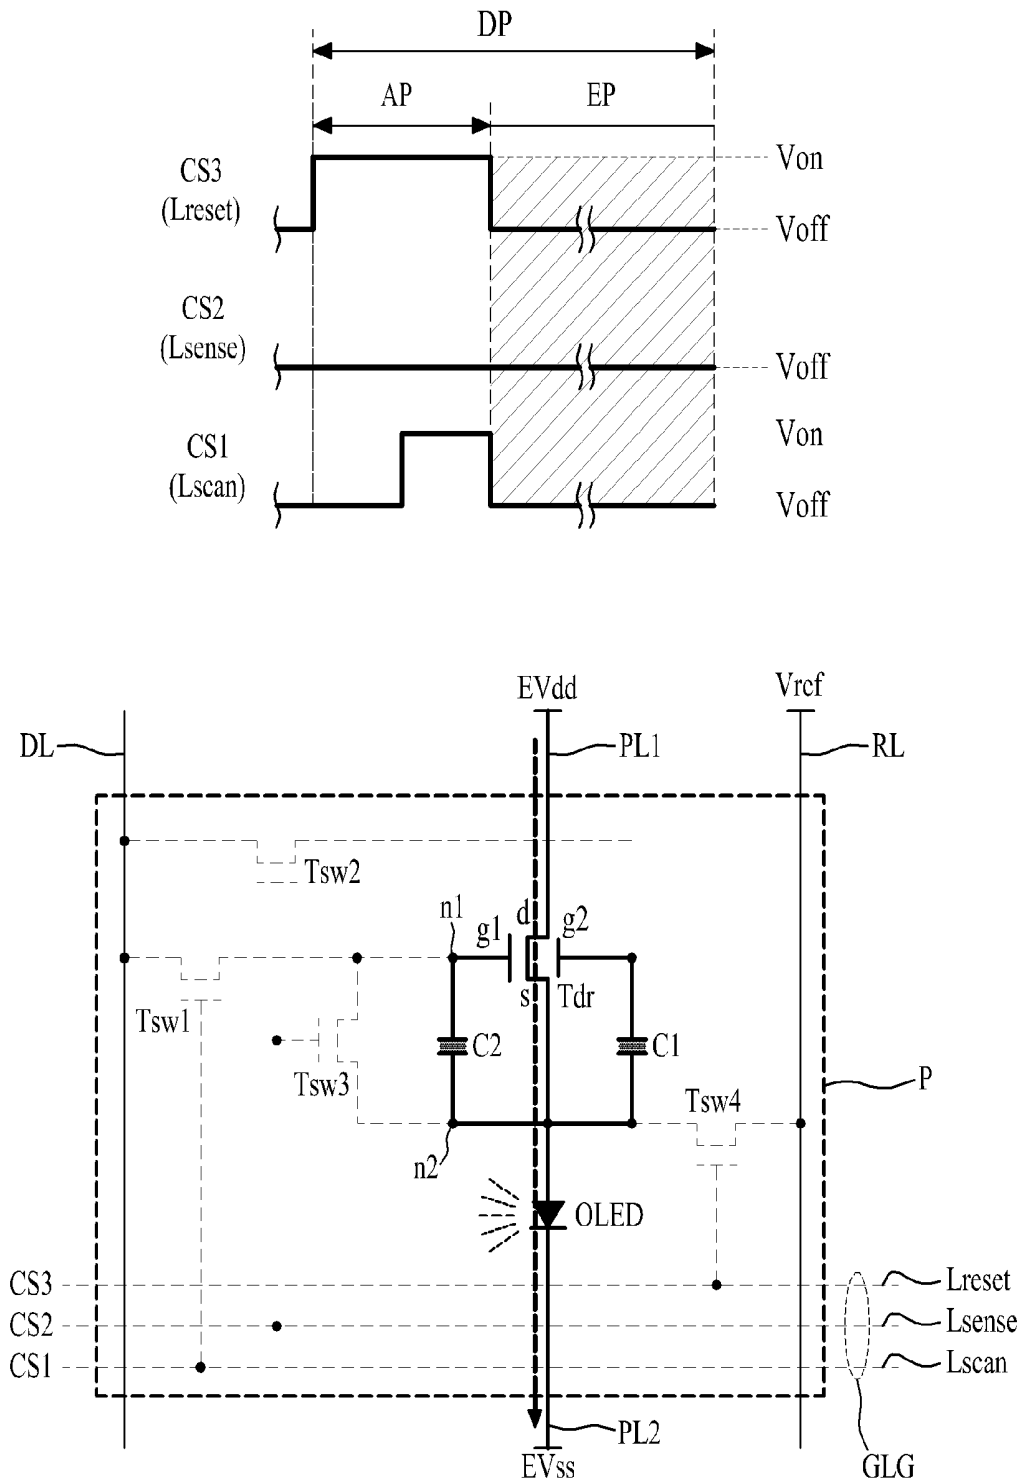 DP
AP EP
CS3
(Lreset)
Von
Voff
CS2
(Lsense)
Voff
CS1
(Lscan)
Von
Voff
EVdd Vref
DL PL1 RL
Tsw2
n1 g1 d g2
s Tdr
Tsw1 C2 C1
Tsw3 Tsw4 P
n2
OLED
CS3 Lreset
CS2 Lsense
CS1 Lscan
PL2
EVss GLG